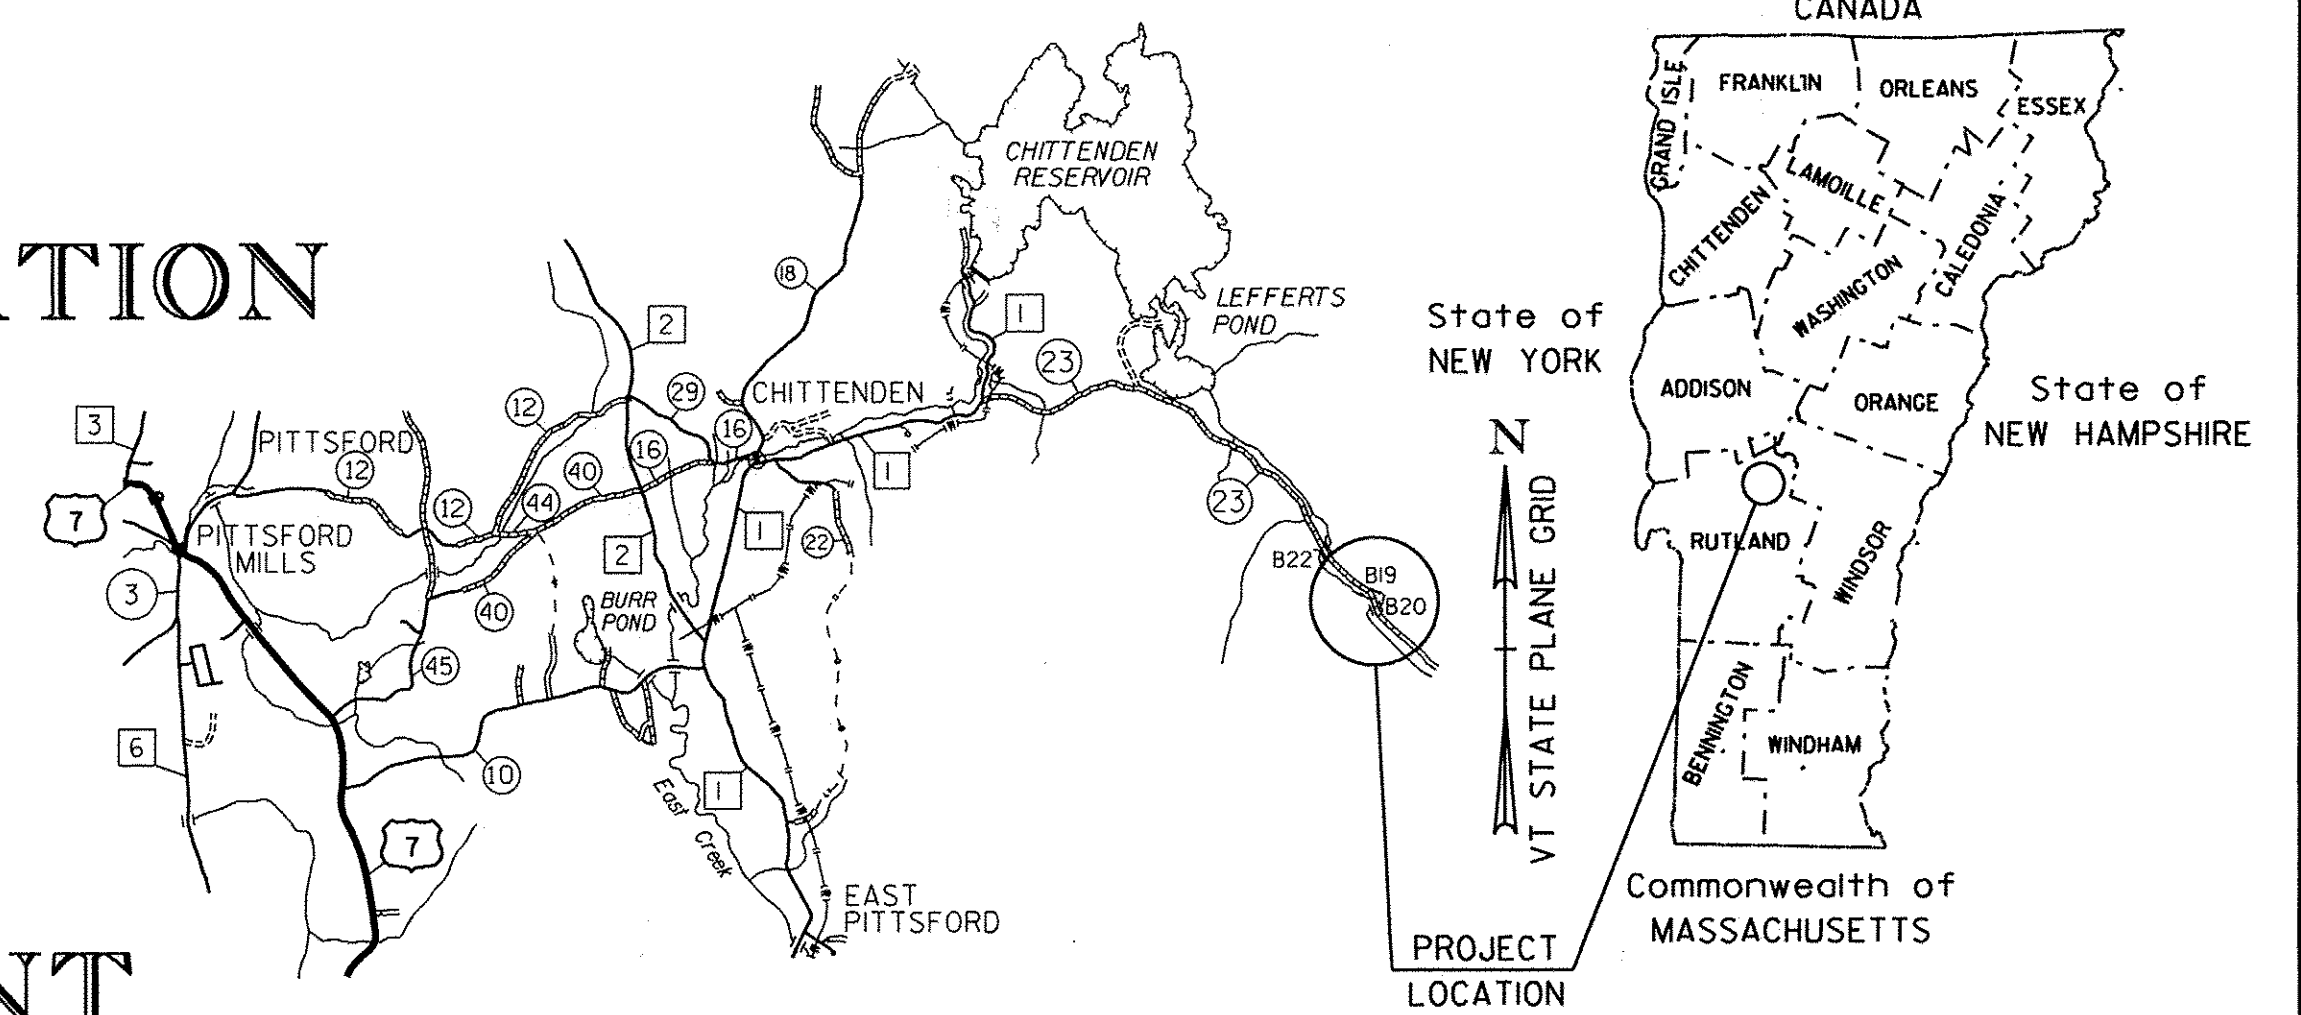 CANADA
FRANKLIN
ORLEANS
GRAND ISLE
ESSEX
LAMOILLE
CHITTENDEN
CALEDONIA
WASHINGTON
ADDISON
ORANGE
RUTLAND
WINDSOR
BENNINGTON
WINDHAM
State of
NEW YORK
State of
NEW HAMPSHIRE
Commonwealth of
MASSACHUSETTS
N
VT STATE PLANE GRID
PROJECT
LOCATION
TION
NT
CHITTENDEN
RESERVOIR
LEFFERTS
POND
CHITTENDEN
PITTSFORD
PITTSFORD
MILLS
BURR
POND
East
Creek
EAST
PITTSFORD
18
2
1
23
29
12
3
16
16
12
40
1
7
12
44
23
1
22
2
3
40
B22
B19
B20
45
6
10
1
7